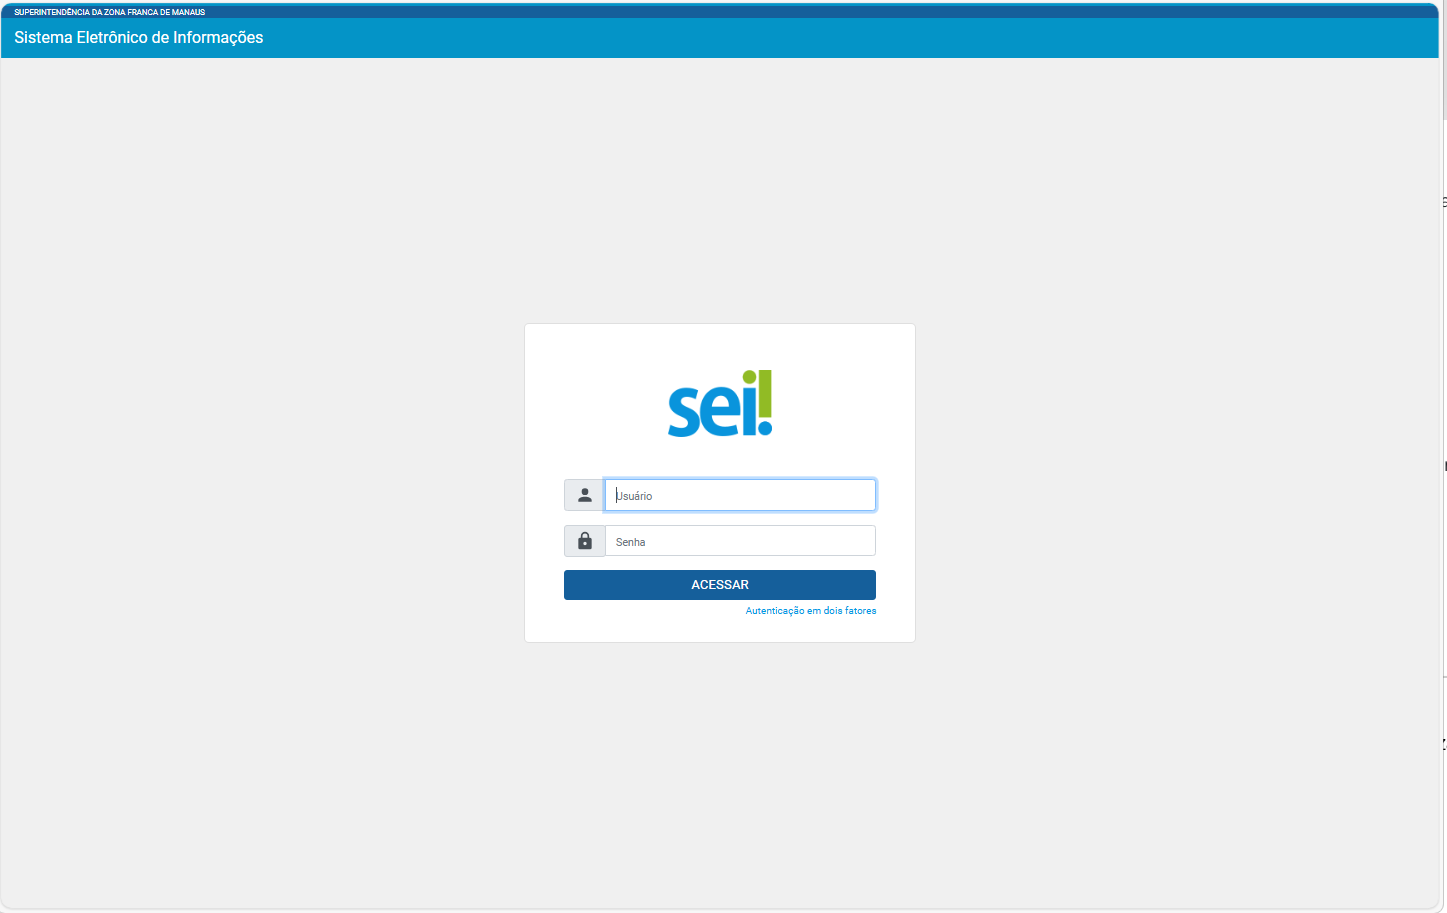 SUPERINTENDÊNCIA DA ZONA FRANCA DE MANAUS
Sistema Eletrônico de Informações
sei!
Usuário
Senha
ACESSAR
Autenticação em dois fatores